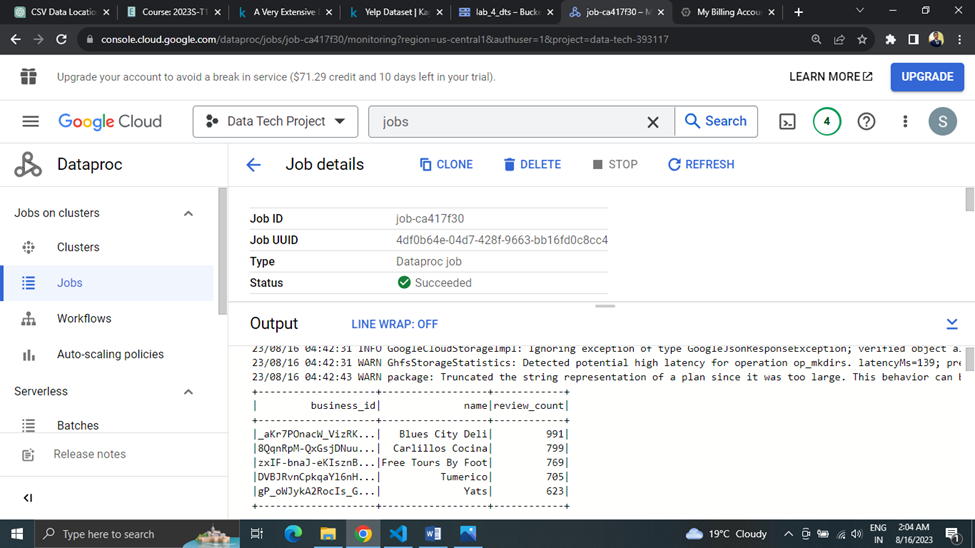 CSV Data Locatio
Course: 2023S-T1
A Very Extensive
Yelp Dataset | Ka
lab_4_dts – Bucke
job-ca417f30 – M
My Billing Accou
console.cloud.google.com/dataproc/jobs/job-ca417f30/monitoring?region=us-central1&authuser=1&project=data-tech-393117
Upgrade your account to avoid a break in service ($71.29 credit and 10 days left in your trial).
LEARN MORE
UPGRADE
Google Cloud
Data Tech Project
jobs
Search
4
S
Dataproc
Job details
CLONE
DELETE
STOP
REFRESH
Jobs on clusters
Clusters
Jobs
Workflows
Auto-scaling policies
Serverless
Batches
Release notes
Job ID job-ca417f30
Job UUID 4df0b64e-04d7-428f-9663-bb16fd0c8cc4
Type Dataproc job
Status Succeeded
Output
LINE WRAP: OFF
23/08/16 04:42:31 INFO GoogleCloudStorageImpl: Ignoring exception of type GoogleJsonResponseException; verified object a
23/08/16 04:42:31 WARN GhfsStorageStatistics: Detected potential high latency for operation op_mkdirs. latencyMs=139; pre
23/08/16 04:42:43 WARN package: Truncated the string representation of a plan since it was too large. This behavior can b
+--------------------+-----------------+------------+
| business_id| name|review_count|
+--------------------+-----------------+------------+
|_aKr7POnacW_VizRK...| Blues City Deli| 991|
|8QqnRpM-QxGsjDNuu...| Carlillos Cocina| 799|
|zxIF-bnaJ-eKIsznB...|Free Tours By Foot| 769|
|DVBJRvnCpkqaYl6nH...| Tumerico| 705|
|gP_oWJykA2RocIs_G...| Yats| 623|
+--------------------+-----------------+------------+
Type here to search
19°C Cloudy
ENG
IN
2:04 AM
8/16/2023
1